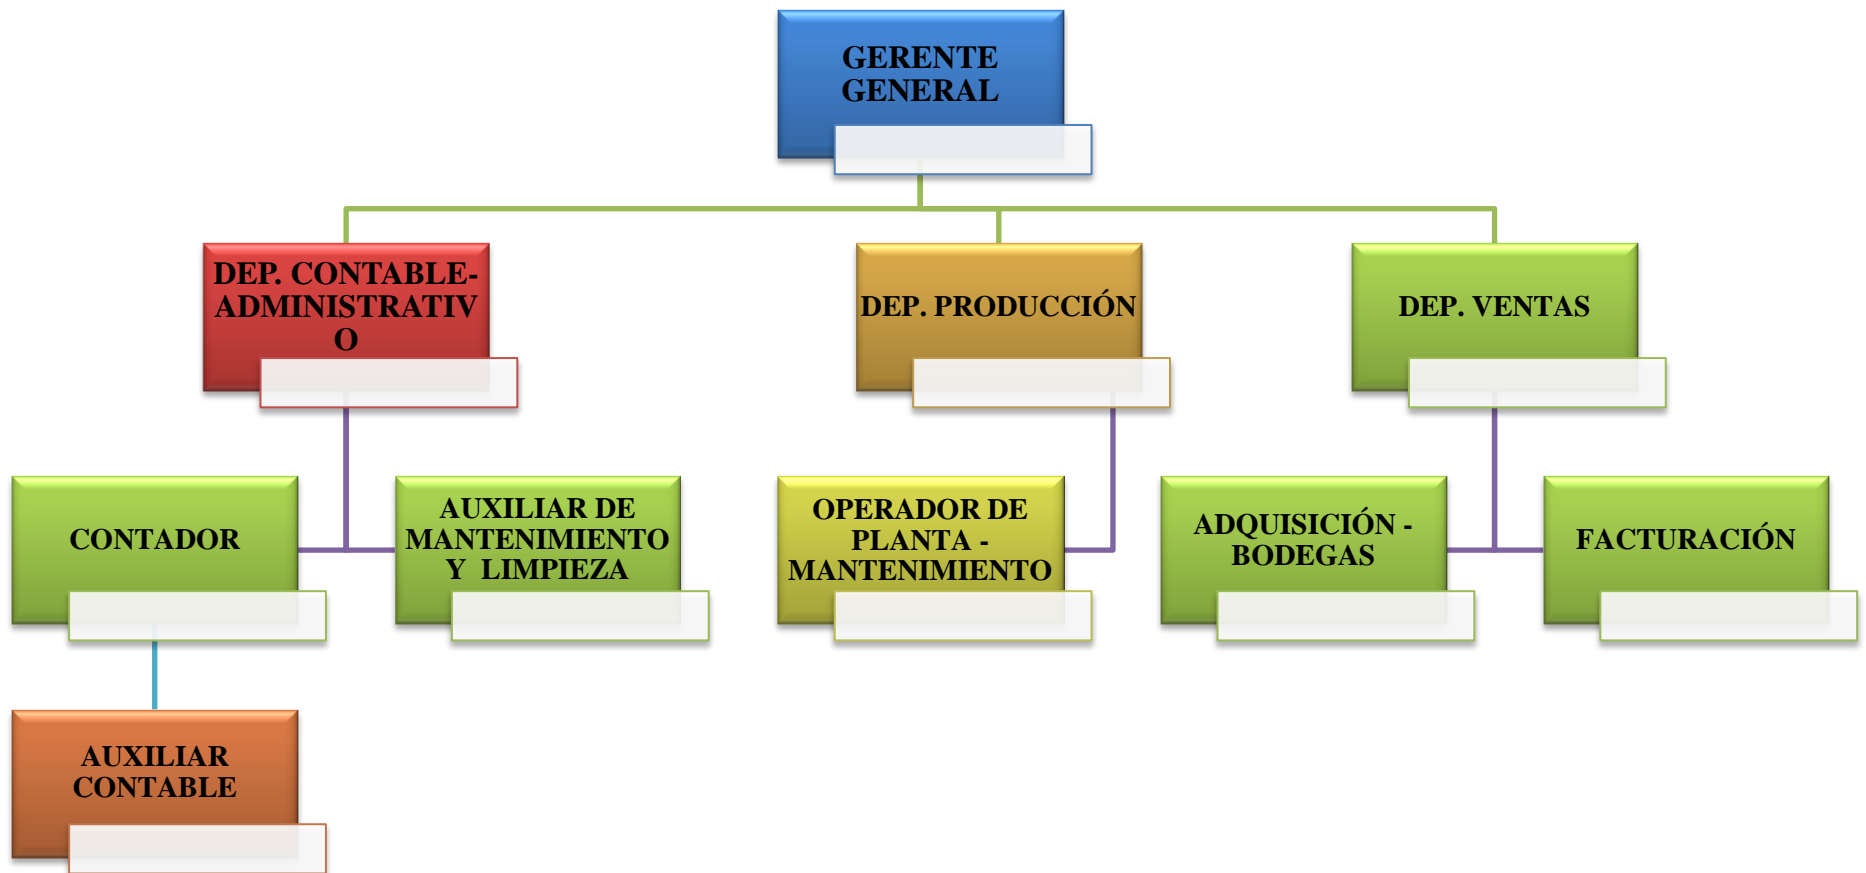 GERENTE
GENERAL
DEP. CONTABLE-
ADMINISTRATIV
O
DEP. PRODUCCIÓN
DEP. VENTAS
CONTADOR
AUXILIAR DE
MANTENIMIENTO
Y LIMPIEZA
OPERADOR DE
PLANTA -
MANTENIMIENTO
ADQUISICIÓN -
BODEGAS
FACTURACIÓN
AUXILIAR
CONTABLE